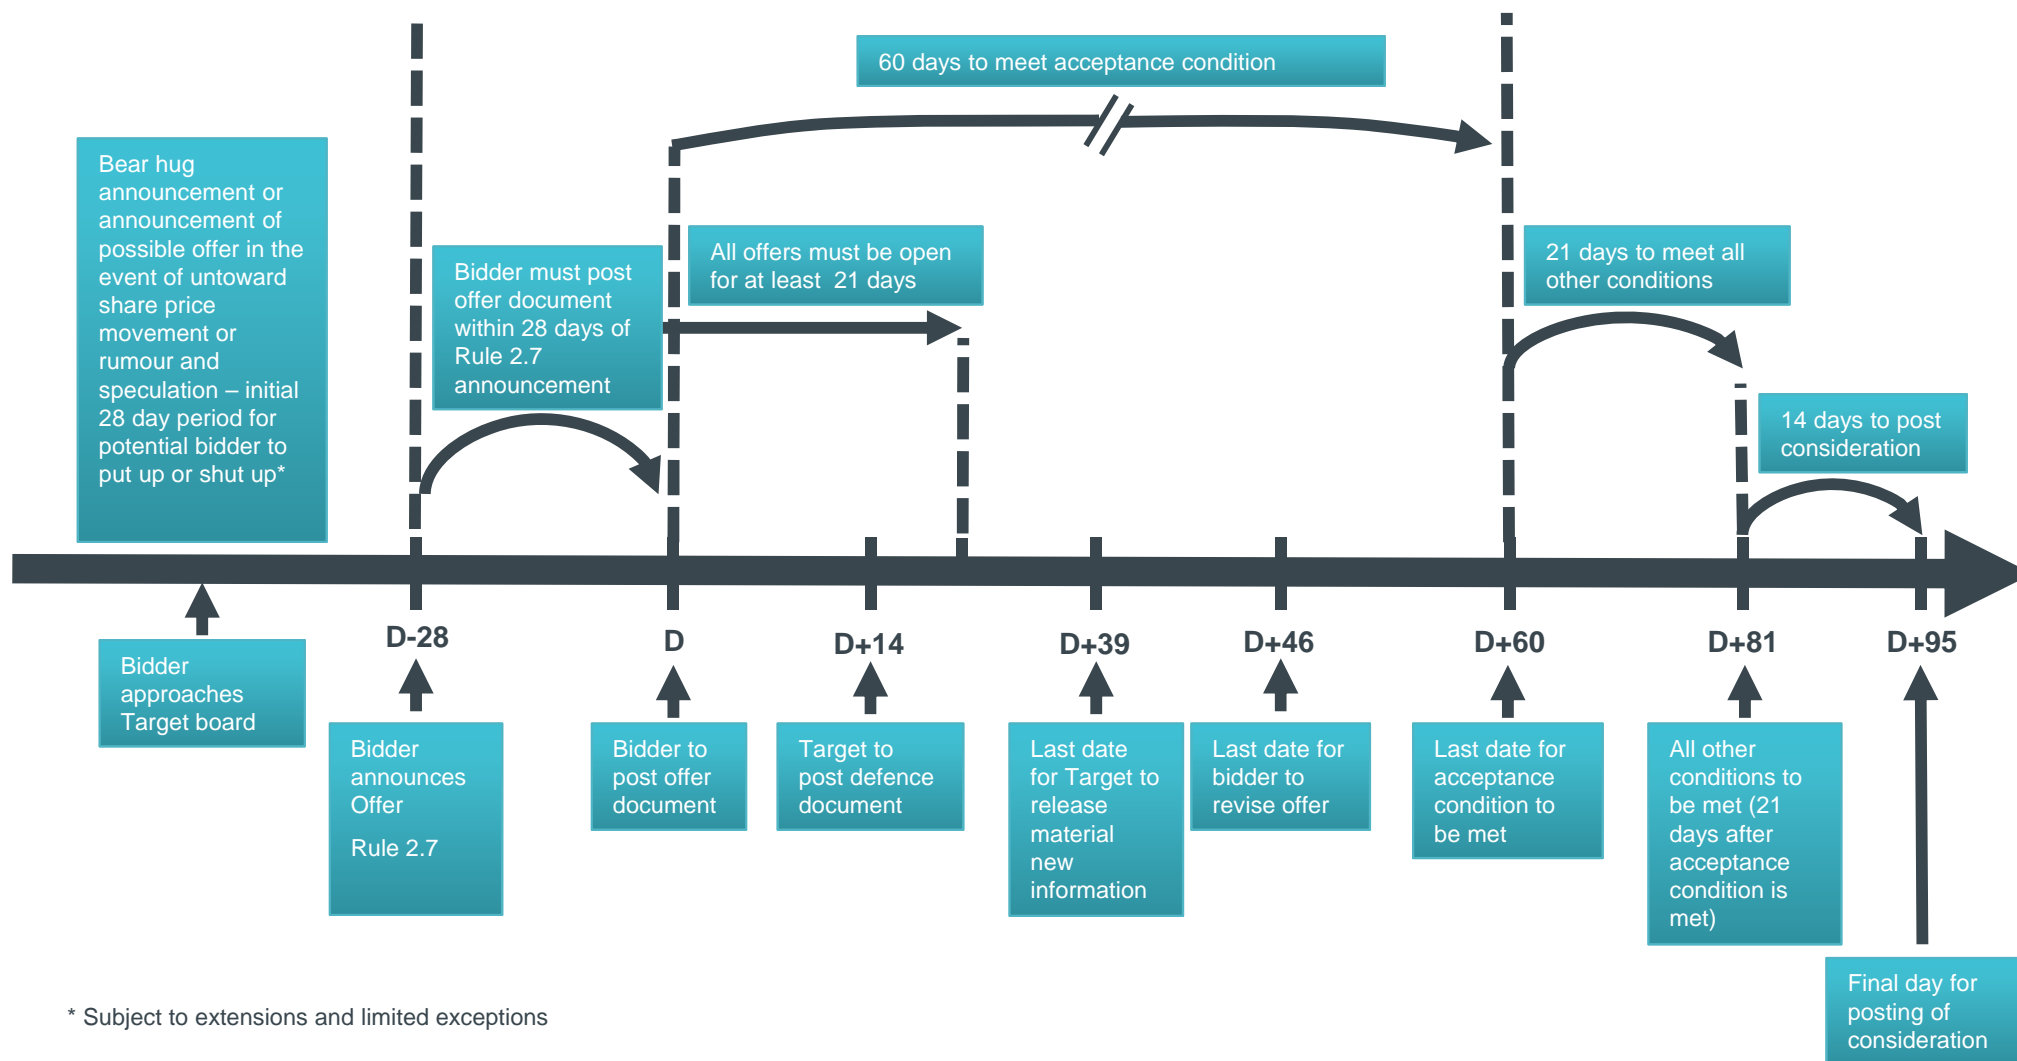 60 days to meet acceptance condition
Bear hug
announcement or
announcement of
possible offer in the
event of untoward
share price
movement or
rumour and
speculation – initial
28 day period for
potential bidder to
put up or shut up*
Bidder must post
offer document
within 28 days of
Rule 2.7
announcement
All offers must be open
for at least  21 days
21 days to meet all
other conditions
14 days to post
consideration
D-28
D
D+14
D+39
D+46
D+60
D+81
D+95
Bidder
approaches
Target board
Bidder
announces
Offer
Rule 2.7
Bidder to
post offer
document
Target to
post defence
document
Last date
for Target to
release
material
new
information
Last date for
bidder to
revise offer
Last date for
acceptance
condition to
be met
All other
conditions to
be met (21
days after
acceptance
condition is
met)
Final day for
posting of
consideration
* Subject to extensions and limited exceptions